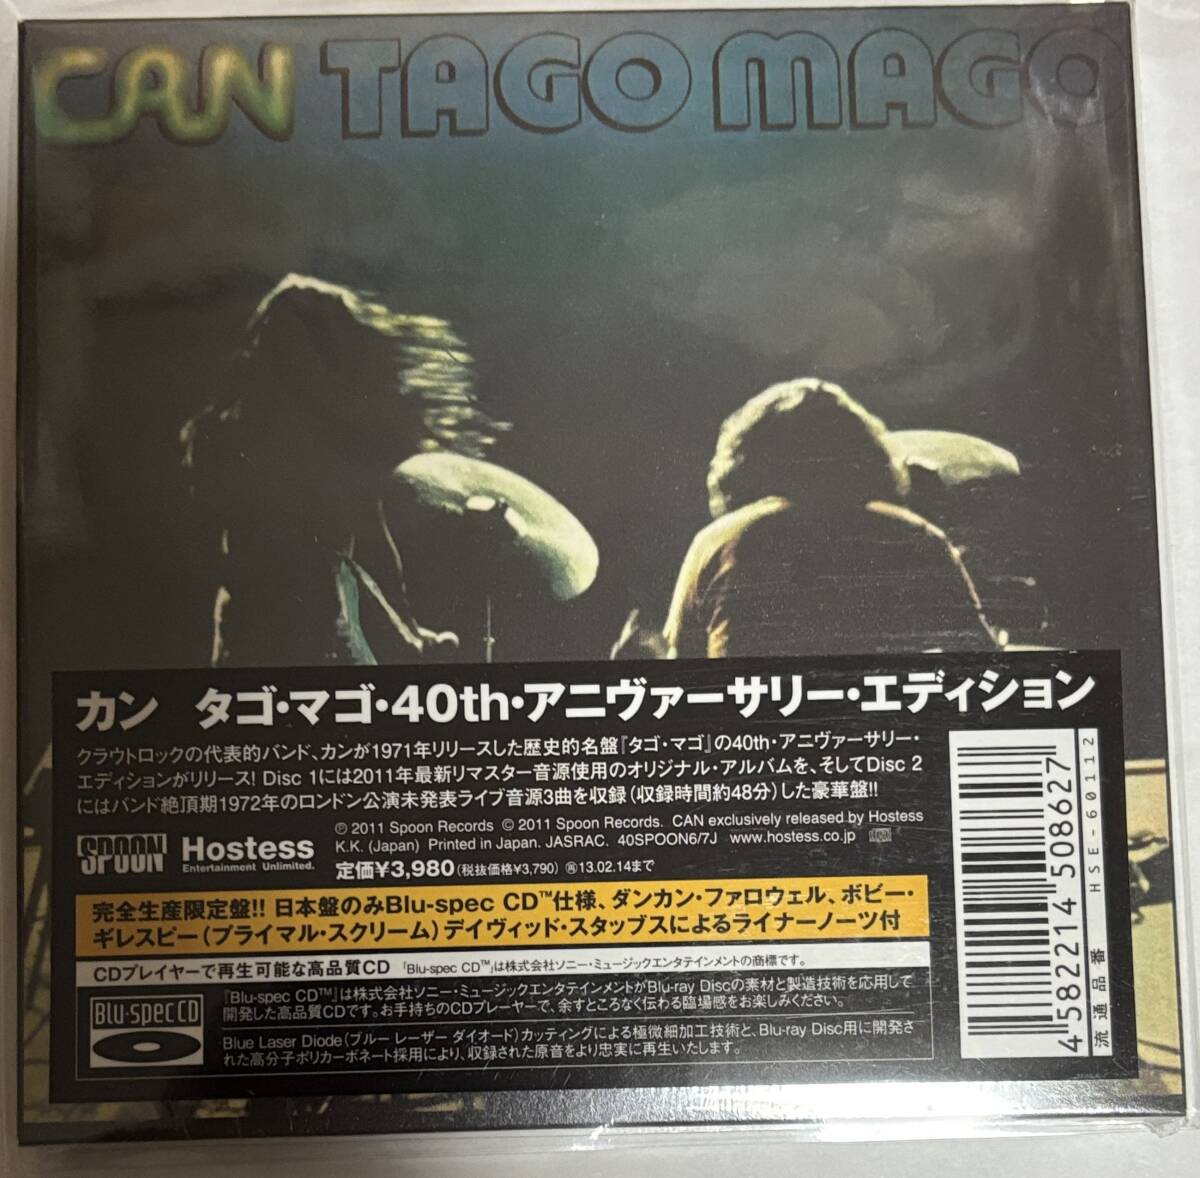 CAN TAGO MAGO
カン タゴ・マゴ・40th・アニヴァーサリー・エディション
クラウトロックの代表的バンド、カンが1971年リリースした歴史的名盤『タゴ・マゴ』の40th・アニヴァーサリー・
エディションがリリース! Disc 1には2011年最新リマスター音源使用のオリジナル・アルバムを、そしてDisc 2
にはバンド絶頂期1972年のロンドン公演未発表ライブ音源3曲を収録(収録時間約48分)した豪華盤!!
SPOON Hostess
Entertainment Unlimited.
℗ 2011 Spoon Records © 2011 Spoon Records. CAN exclusively released by Hostess
K.K. (Japan) Printed in Japan. JASRAC. 40SPOON6/7J www.hostess.co.jp
定価¥3,980(税抜価格¥3,790) ㊞13.02.14まで
完全生産限定盤!! 日本盤のみBlu-spec CD™仕様、ダンカン・ファロウェル、ボビー・
ギレスピー(プライマル・スクリーム)デイヴィッド・スタッブスによるライナーノーツ付
CDプレイヤーで再生可能な高品質CD 「Blu-spec CD™」は株式会社ソニー・ミュージックエンタテインメントの商標です。
Blu-specCD
『Blu-spec CD™』は株式会社ソニー・ミュージックエンタテインメントがBlu-ray Discの素材と製造技術を応用して
開発した高品質CDです。お手持ちのCDプレイヤーで、余すところなく伝わる臨場感をお楽しみください。
Blue Laser Diode(ブルー レーザー ダイオード)カッティングによる極微細加工技術と、Blu-ray Disc用に開発さ
れた高分子ポリカーボネート採用により、収録された原音をより忠実に再生いたします。
4582214508627
流通品番 HSE-60112